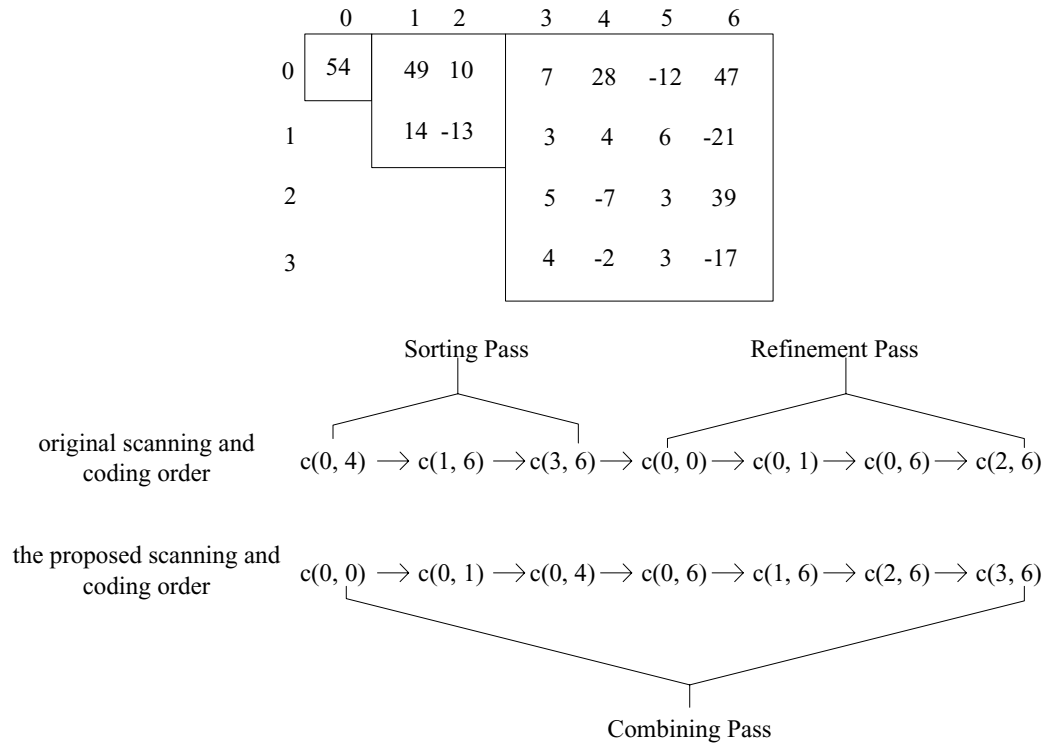 0 1 2 3 4 5 6
0 54 49 10 7 28 -12 47
1 14 -13 3 4 6 -21
2 5 -7 3 39
3 4 -2 3 -17
Sorting Pass Refinement Pass
original scanning and
coding order
c(0, 4) → c(1, 6) → c(3, 6) → c(0, 0) → c(0, 1) → c(0, 6) → c(2, 6)
the proposed scanning and
coding order
c(0, 0) → c(0, 1) → c(0, 4) → c(0, 6) → c(1, 6) → c(2, 6) → c(3, 6)
Combining Pass